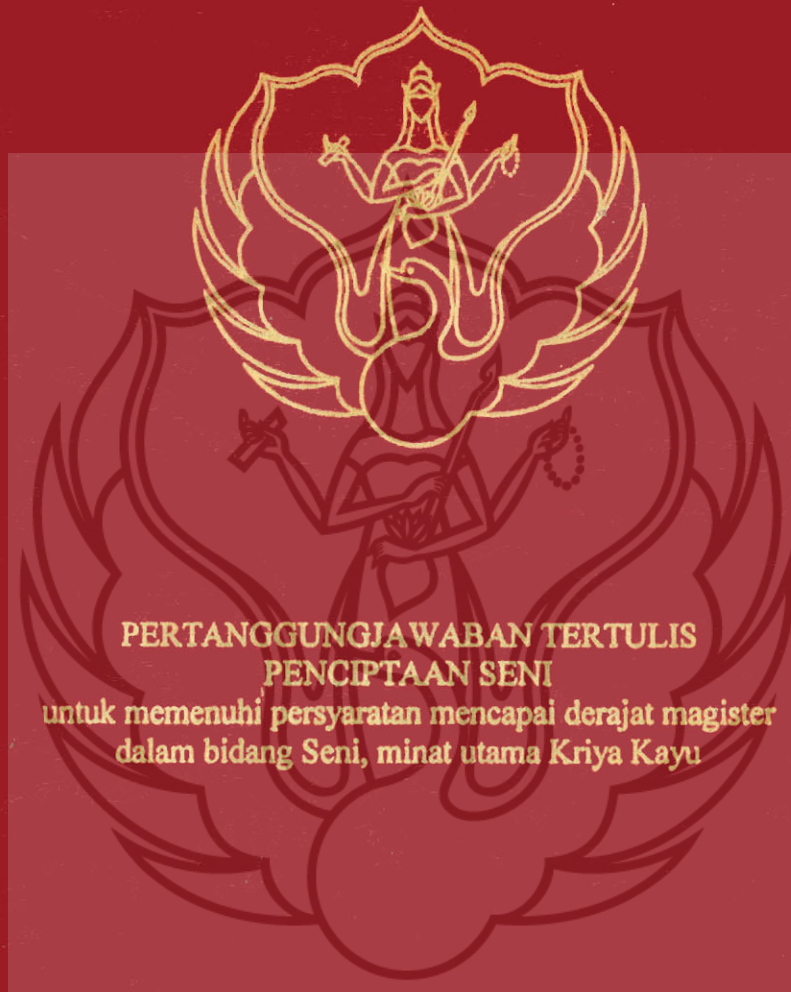 PERTANGGUNGJAWABAN TERTULIS
PENCIPTAAN SENI
untuk memenuhi persyaratan mencapai derajat magister
dalam bidang Seni, minat utama Kriya Kayu